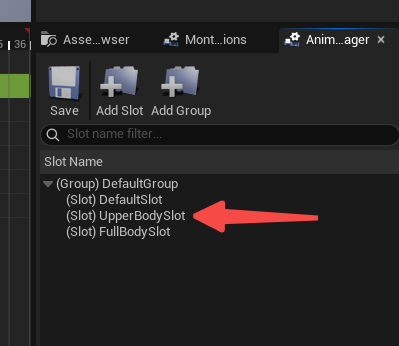 36
Asse...wser
Mont...ions
Anim...ager
Save
Add Slot
Add Group
Slot name filter...
Slot Name
(Group) DefaultGroup
(Slot) DefaultSlot
(Slot) UpperBodySlot
(Slot) FullBodySlot